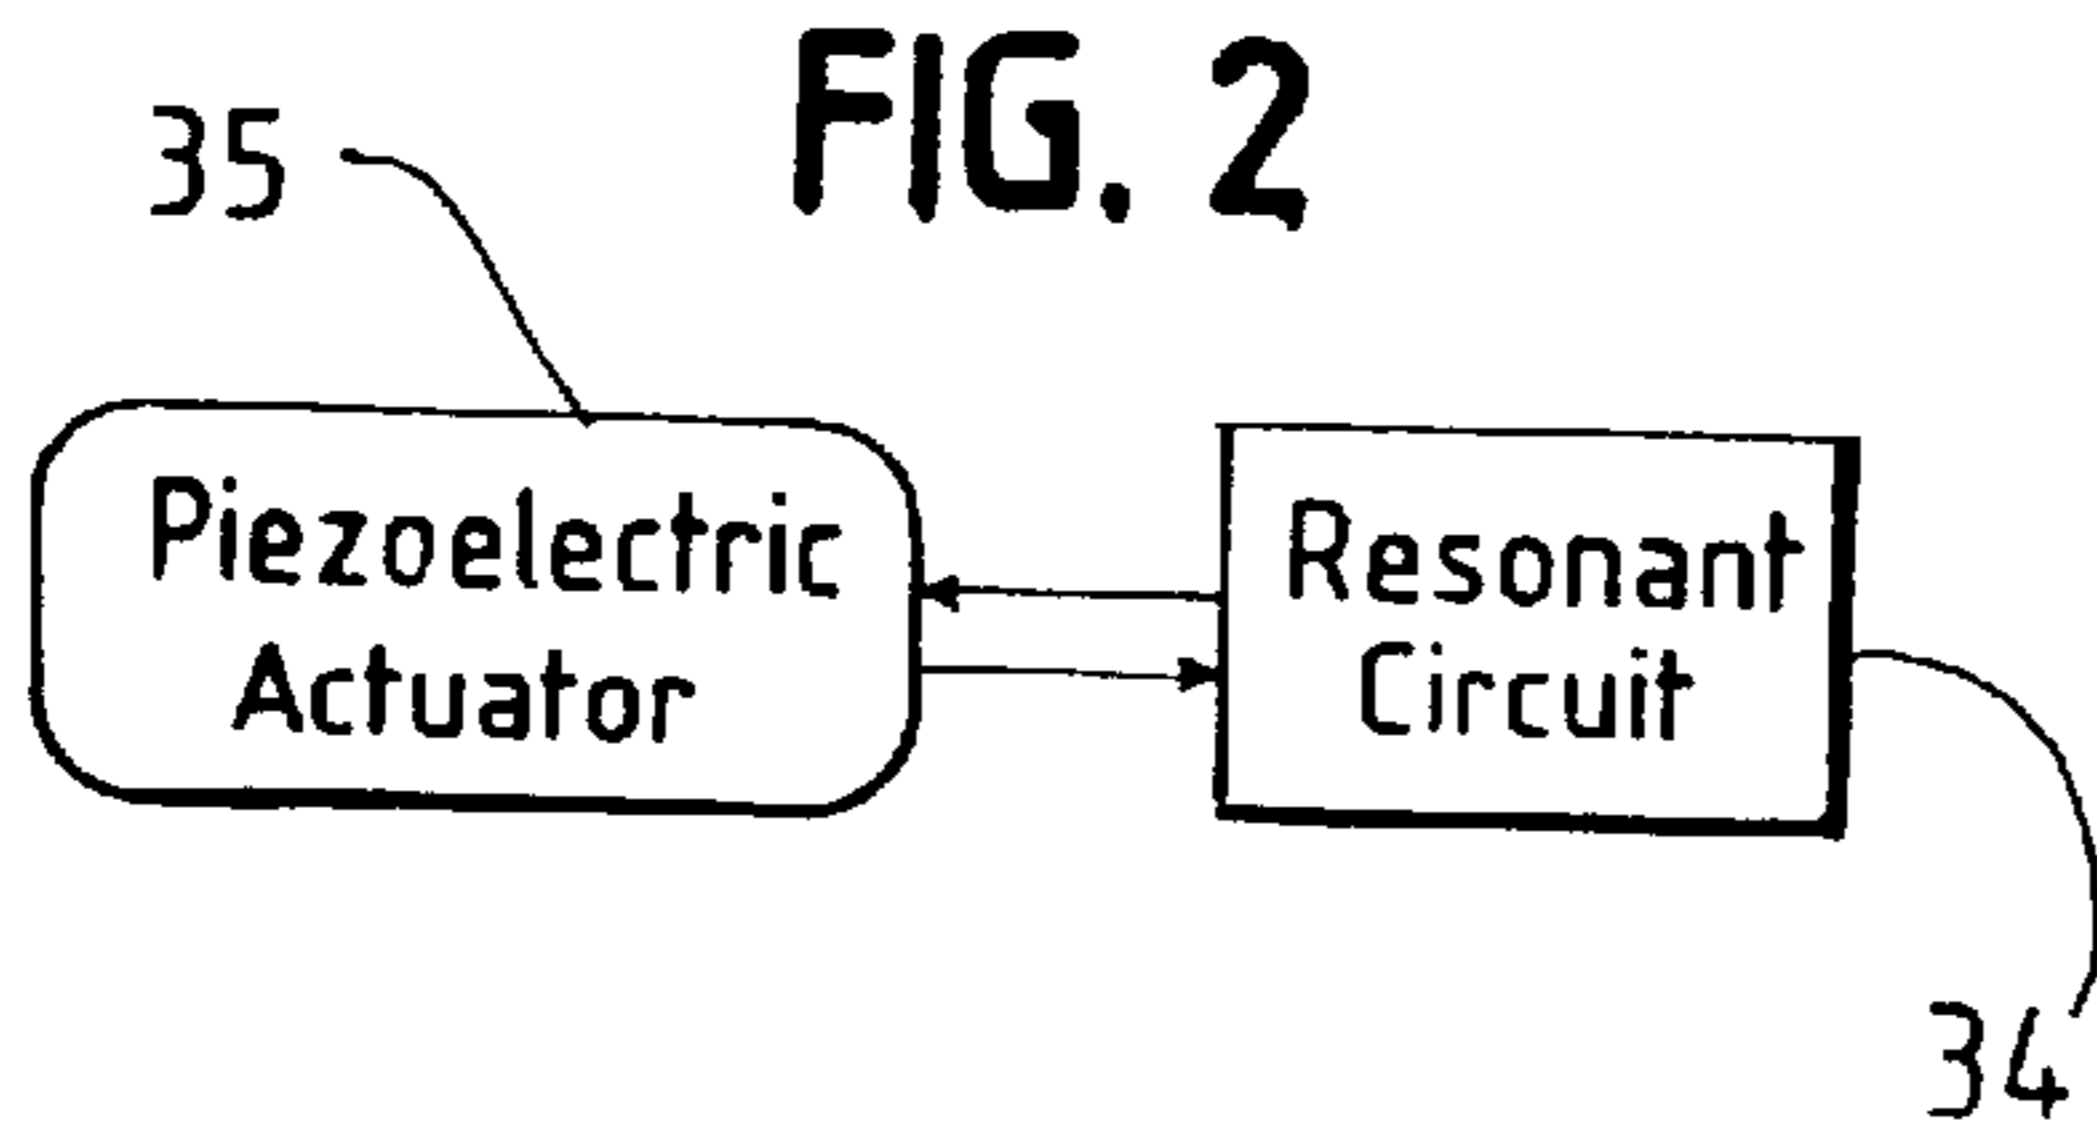 FIG. 2
35
Piezoelectric
Actuator
Resonant
Circuit
34